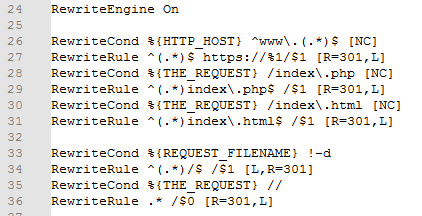 24 RewriteEngine On
25
26 RewriteCond %{HTTP_HOST} ^www\.(.*)$ [NC]
27 RewriteRule ^(.*)$ https://%1/$1 [R=301,L]
28 RewriteCond %{THE_REQUEST} /index\.php [NC]
29 RewriteRule ^(.*)index\.php$ /$1 [R=301,L]
30 RewriteCond %{THE_REQUEST} /index\.html [NC]
31 RewriteRule ^(.*)index\.html$ /$1 [R=301,L]
32
33 RewriteCond %{REQUEST_FILENAME} !-d
34 RewriteRule ^(.*)/$ /$1 [L,R=301]
35 RewriteCond %{THE_REQUEST} //
36 RewriteRule .* /$0 [R=301,L]